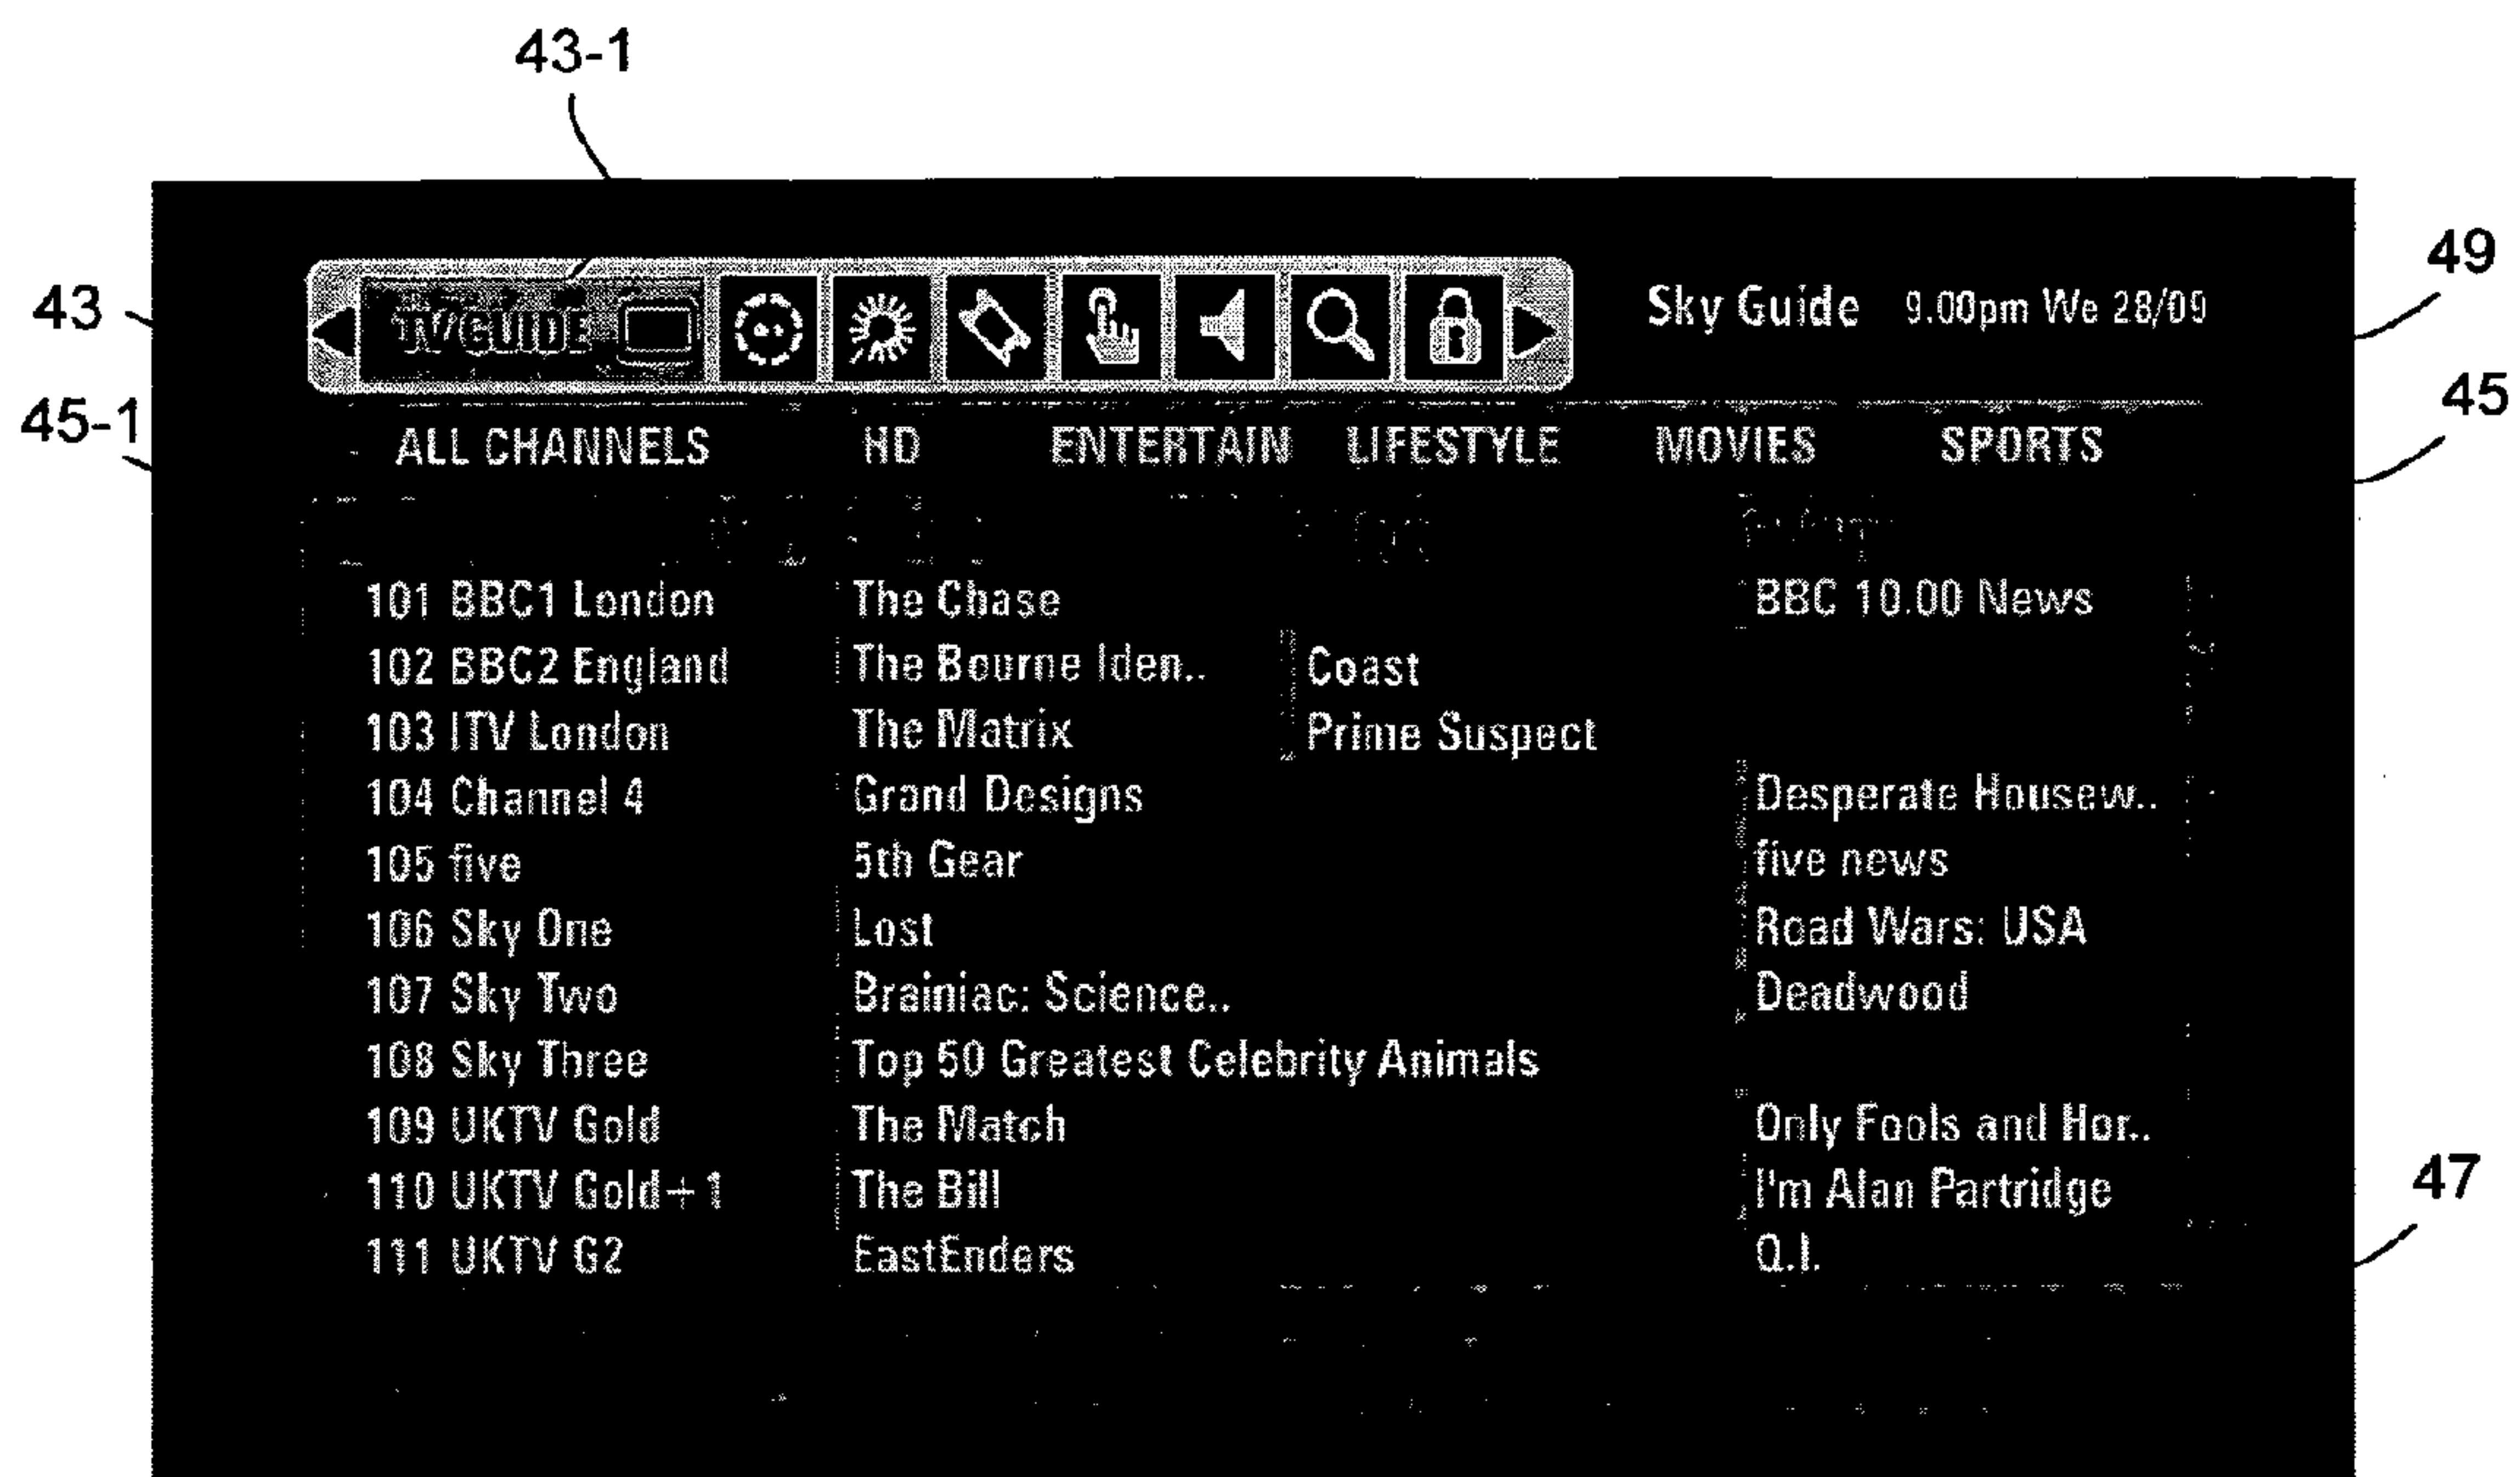 43-1
43
TV GUIDE
Sky Guide 9.00pm We 28/09
49
45-1
45
ALL CHANNELS HD ENTERTAIN LIFESTYLE MOVIES SPORTS
101 BBC1 London The Chase BBC 10.00 News
102 BBC2 England The Bourne Iden.. Coast
103 ITV London The Matrix Prime Suspect
104 Channel 4 Grand Designs Desperate Housew..
105 five 5th Gear five news
106 Sky One Lost Road Wars: USA
107 Sky Two Brainiac: Science.. Deadwood
108 Sky Three Top 50 Greatest Celebrity Animals
109 UKTV Gold The Match Only Fools and Hor..
110 UKTV Gold+1 The Bill I'm Alan Partridge
47
111 UKTV G2 EastEnders Q.I.